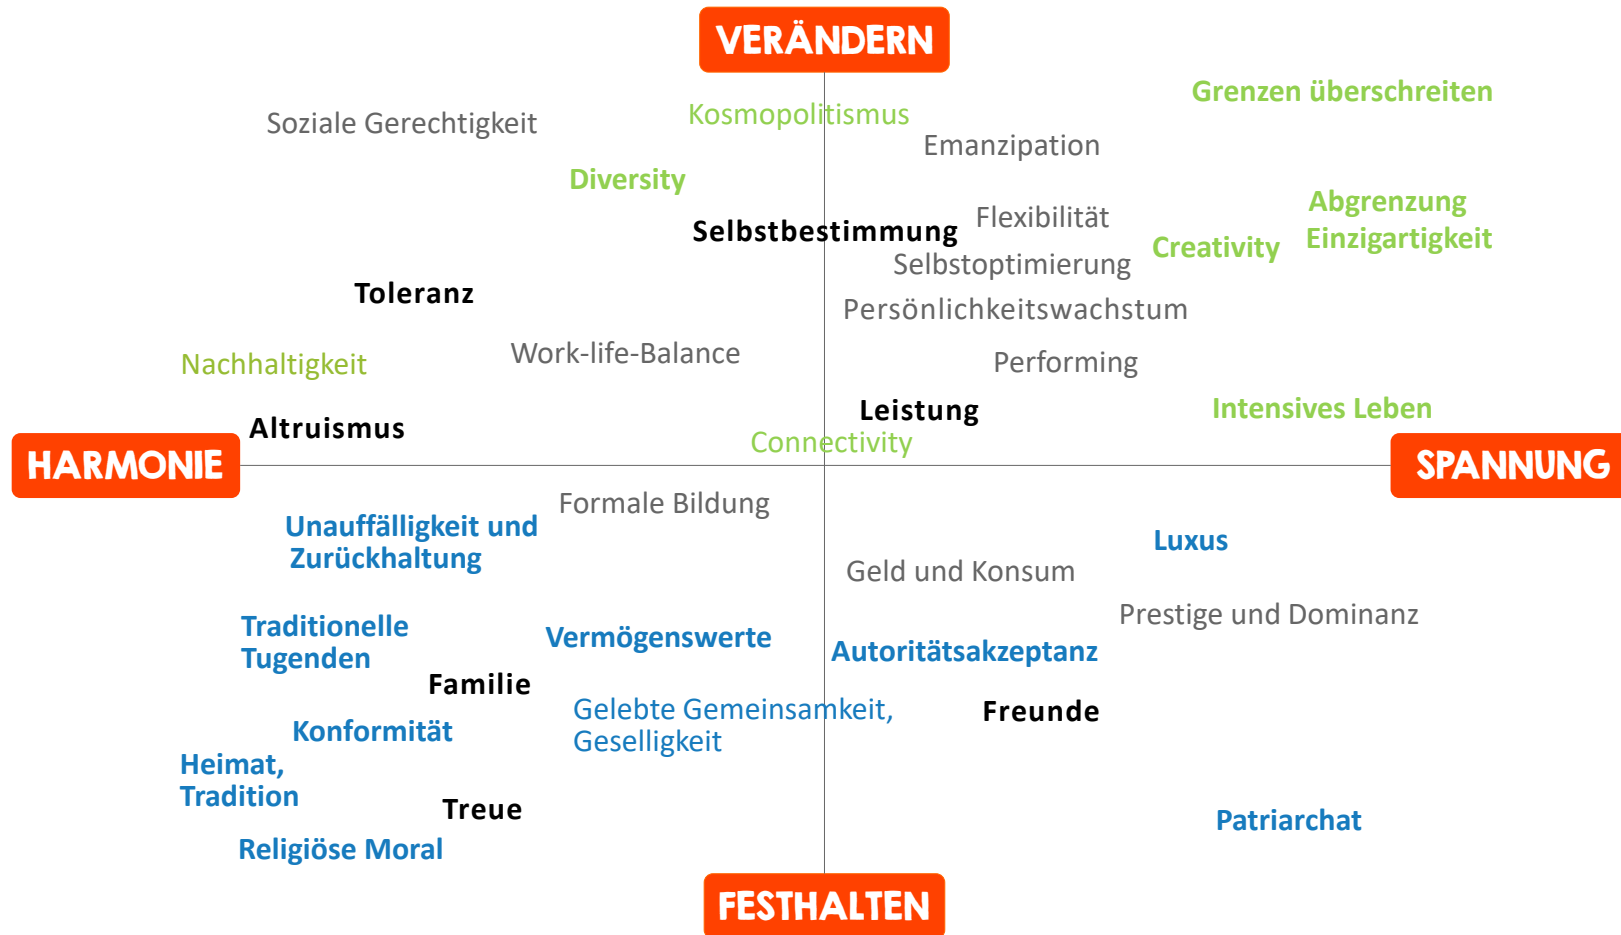 VERÄNDERN
Grenzen überschreiten
Soziale Gerechtigkeit
Kosmopolitismus
Emanzipation
Diversity
Abgrenzung
Einzigartigkeit
Flexibilität
Selbstbestimmung
Creativity
Selbstoptimierung
Toleranz
Persönlichkeitswachstum
Work-life-Balance
Nachhaltigkeit
Performing
Leistung
Intensives Leben
Altruismus
Connectivity
HARMONIE
SPANNUNG
Formale Bildung
Unauffälligkeit und
Zurückhaltung
Luxus
Geld und Konsum
Prestige und Dominanz
Traditionelle
Tugenden
Vermögenswerte
Autoritätsakzeptanz
Familie
Gelebte Gemeinsamkeit,
Geselligkeit
Freunde
Konformität
Heimat,
Tradition
Treue
Patriarchat
Religiöse Moral
FESTHALTEN